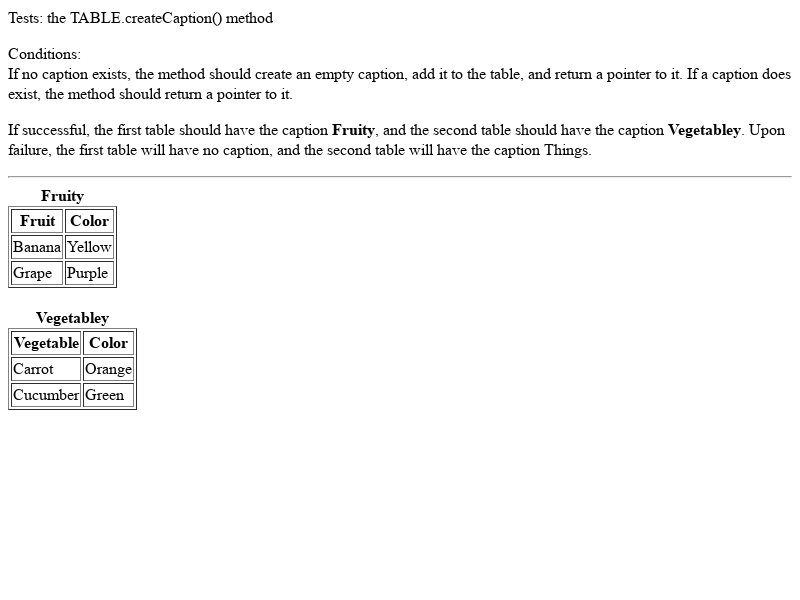 Tests: the TABLE.createCaption() method
Conditions:
If no caption exists, the method should create an empty caption, add it to the table, and return a pointer to it. If a caption does
exist, the method should return a pointer to it.
If successful, the first table should have the caption Fruity, and the second table should have the caption Vegetabley. Upon
failure, the first table will have no caption, and the second table will have the caption Things.
Fruity
Fruit Color
Banana Yellow
Grape Purple
Vegetabley
Vegetable Color
Carrot Orange
Cucumber Green